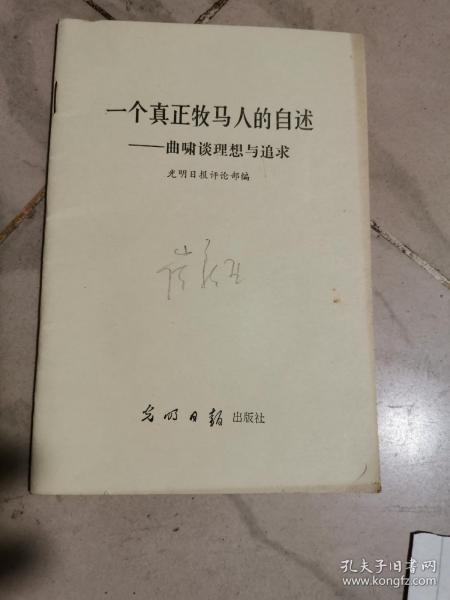 一个真正牧马人的自述
——曲啸谈理想与追求
光明日报评论部编
光明日报 出版社
孔夫子旧书网
www.kongfz.com